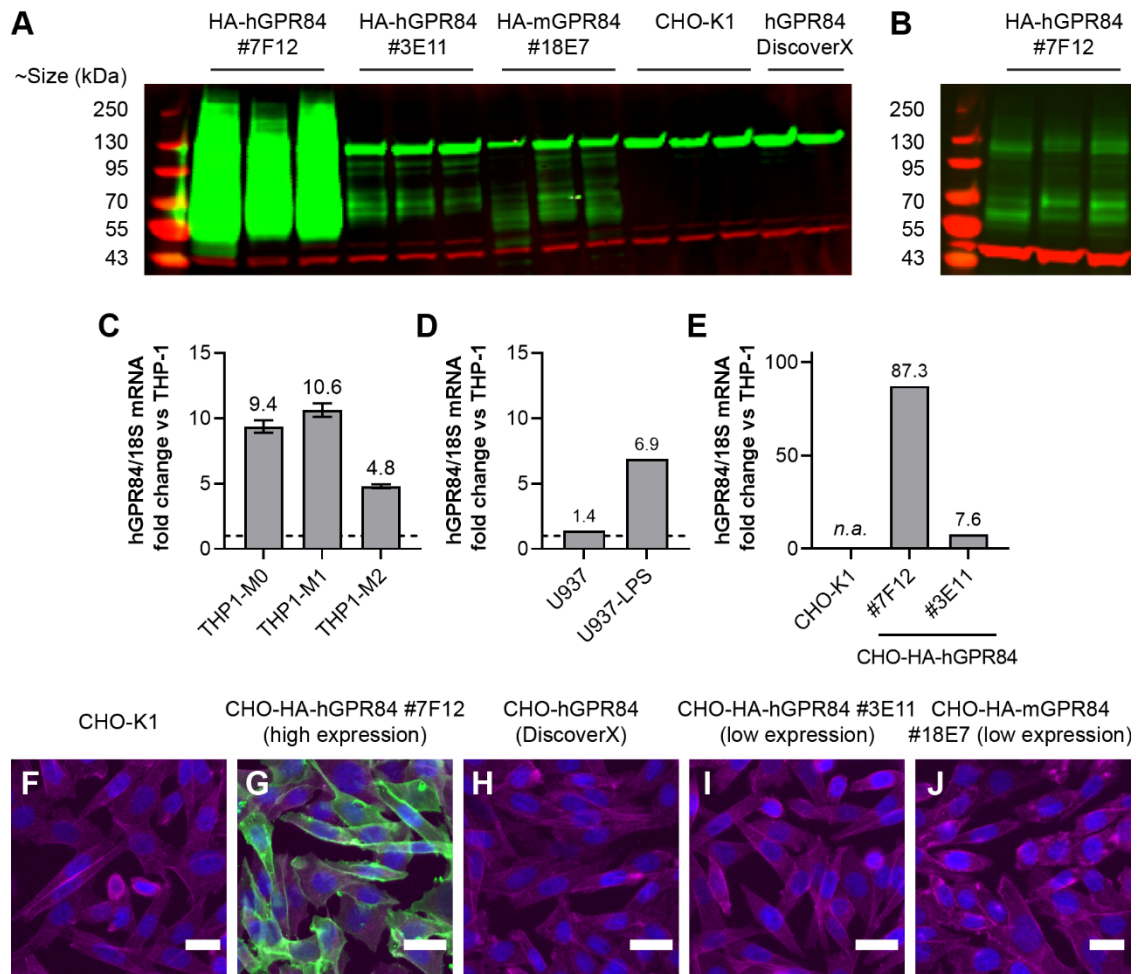 A
HA-hGPR84
#7F12
HA-hGPR84
#3E11
HA-mGPR84
#18E7
CHO-K1
hGPR84
DiscoverX
~Size (kDa)
250
130
95
70
55
43
B
HA-hGPR84
#7F12
250
130
95
70
55
43
C
hGPR84/18S mRNA
fold change vs THP-1
15
10
5
0
9.4
10.6
4.8
THP1-M0
THP1-M1
THP1-M2
D
hGPR84/18S mRNA
fold change vs THP-1
15
10
5
0
1.4
6.9
U937
U937-LPS
E
hGPR84/18S mRNA
fold change vs THP-1
100
50
0
n.a.
87.3
7.6
CHO-K1
#7F12
#3E11
CHO-HA-hGPR84
CHO-K1
CHO-HA-hGPR84 #7F12
(high expression)
CHO-hGPR84
(DiscoverX)
CHO-HA-hGPR84 #3E11
(low expression)
CHO-HA-mGPR84
#18E7 (low expression)
F
G
H
I
J